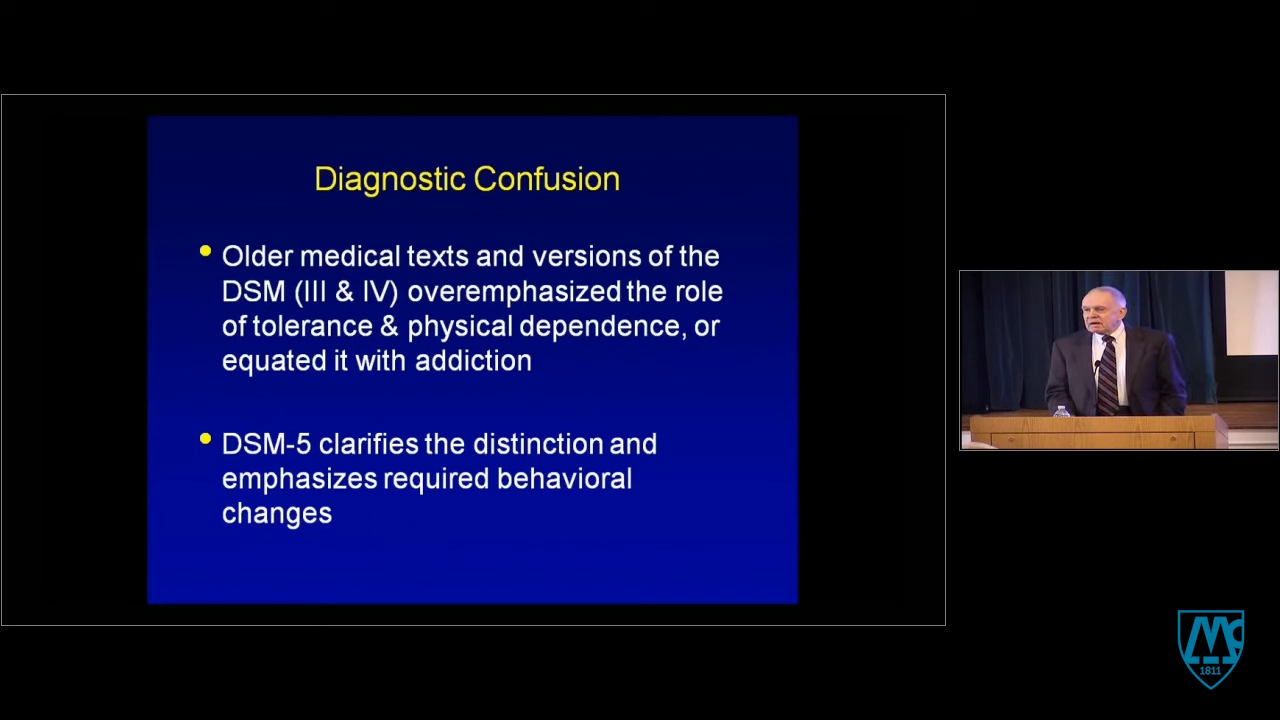 Diagnostic Confusion
• Older medical texts and versions of the
DSM (III & IV) overemphasized the role
of tolerance & physical dependence, or
equated it with addiction
• DSM-5 clarifies the distinction and
emphasizes required behavioral
changes
Mc
1811